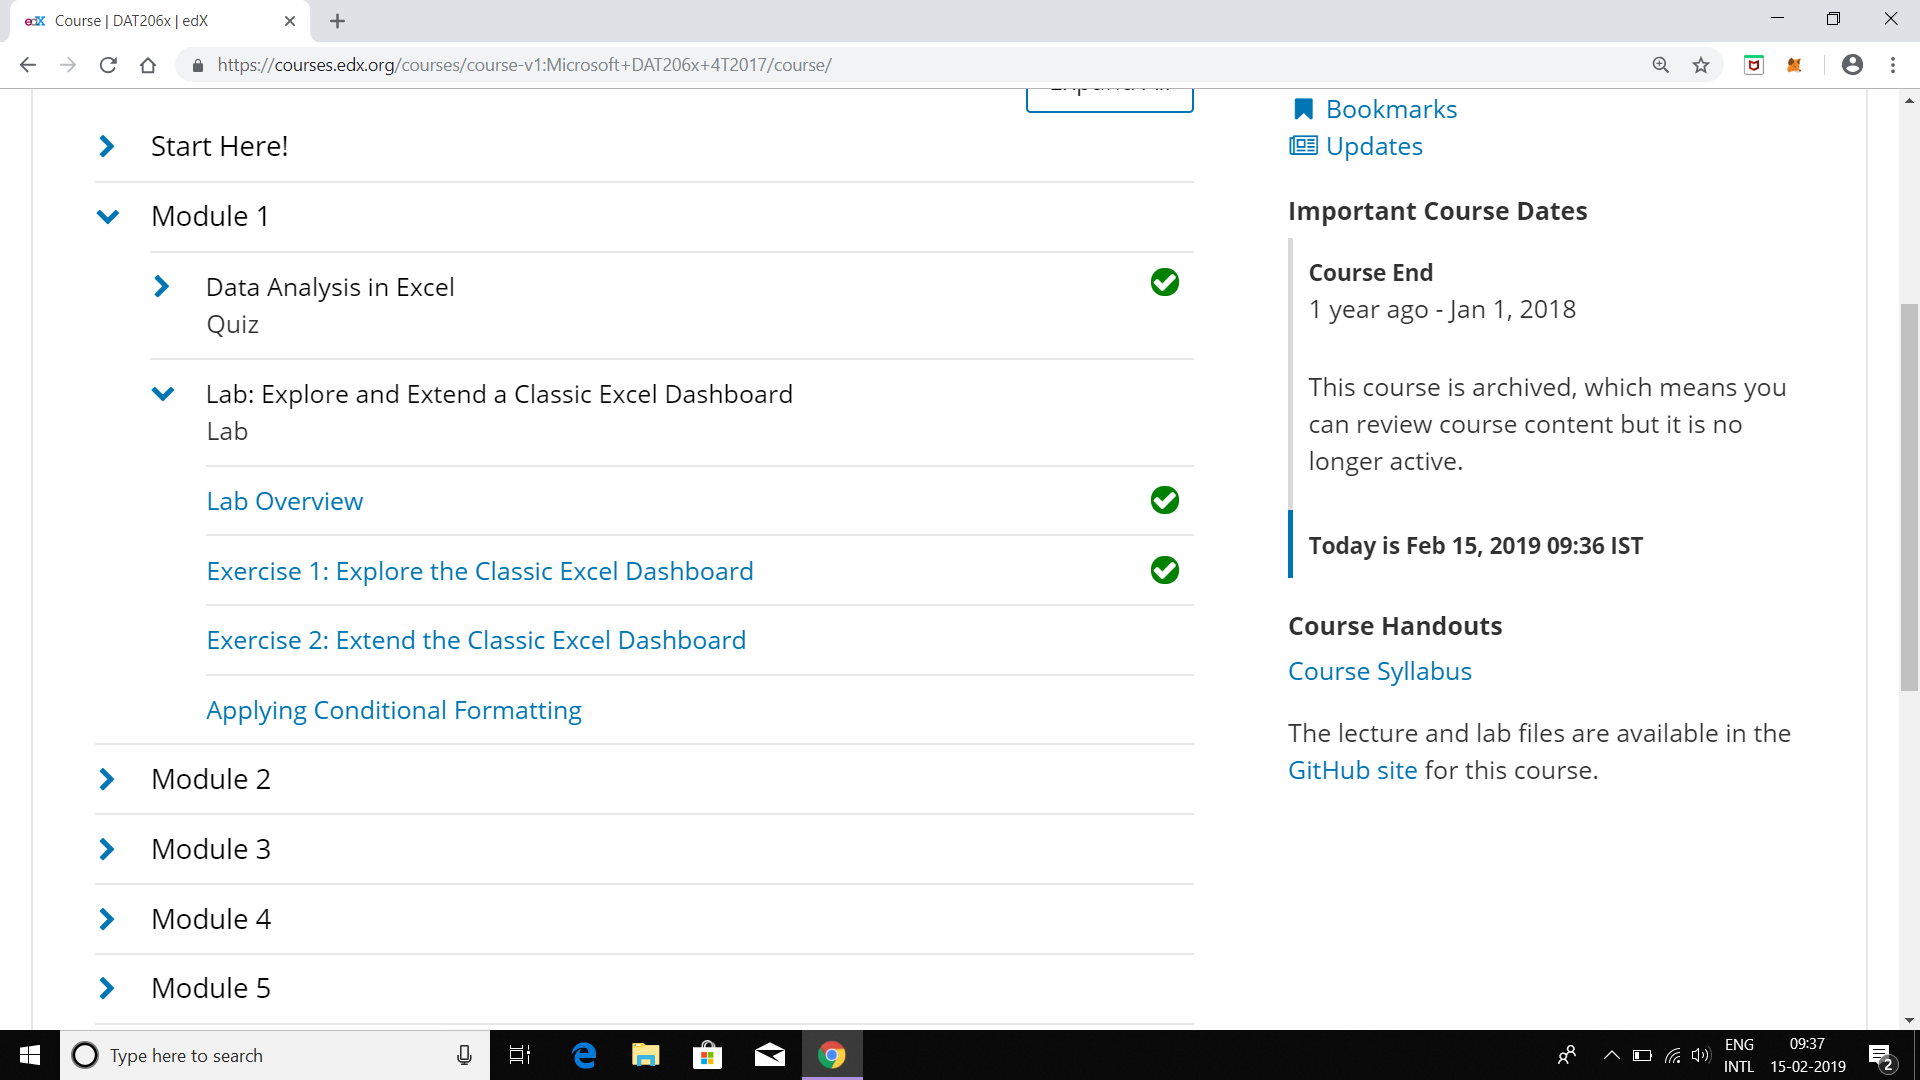 edX Course | DAT206x | edX
https://courses.edx.org/courses/course-v1:Microsoft+DAT206x+4T2017/course/
Start Here!
Module 1
Data Analysis in Excel
Quiz
Lab: Explore and Extend a Classic Excel Dashboard
Lab
Lab Overview
Exercise 1: Explore the Classic Excel Dashboard
Exercise 2: Extend the Classic Excel Dashboard
Applying Conditional Formatting
Module 2
Module 3
Module 4
Module 5
Bookmarks
Updates
Important Course Dates
Course End
1 year ago - Jan 1, 2018
This course is archived, which means you
can review course content but it is no
longer active.
Today is Feb 15, 2019 09:36 IST
Course Handouts
Course Syllabus
The lecture and lab files are available in the
GitHub site for this course.
Type here to search
ENG
INTL
09:37
15-02-2019
2